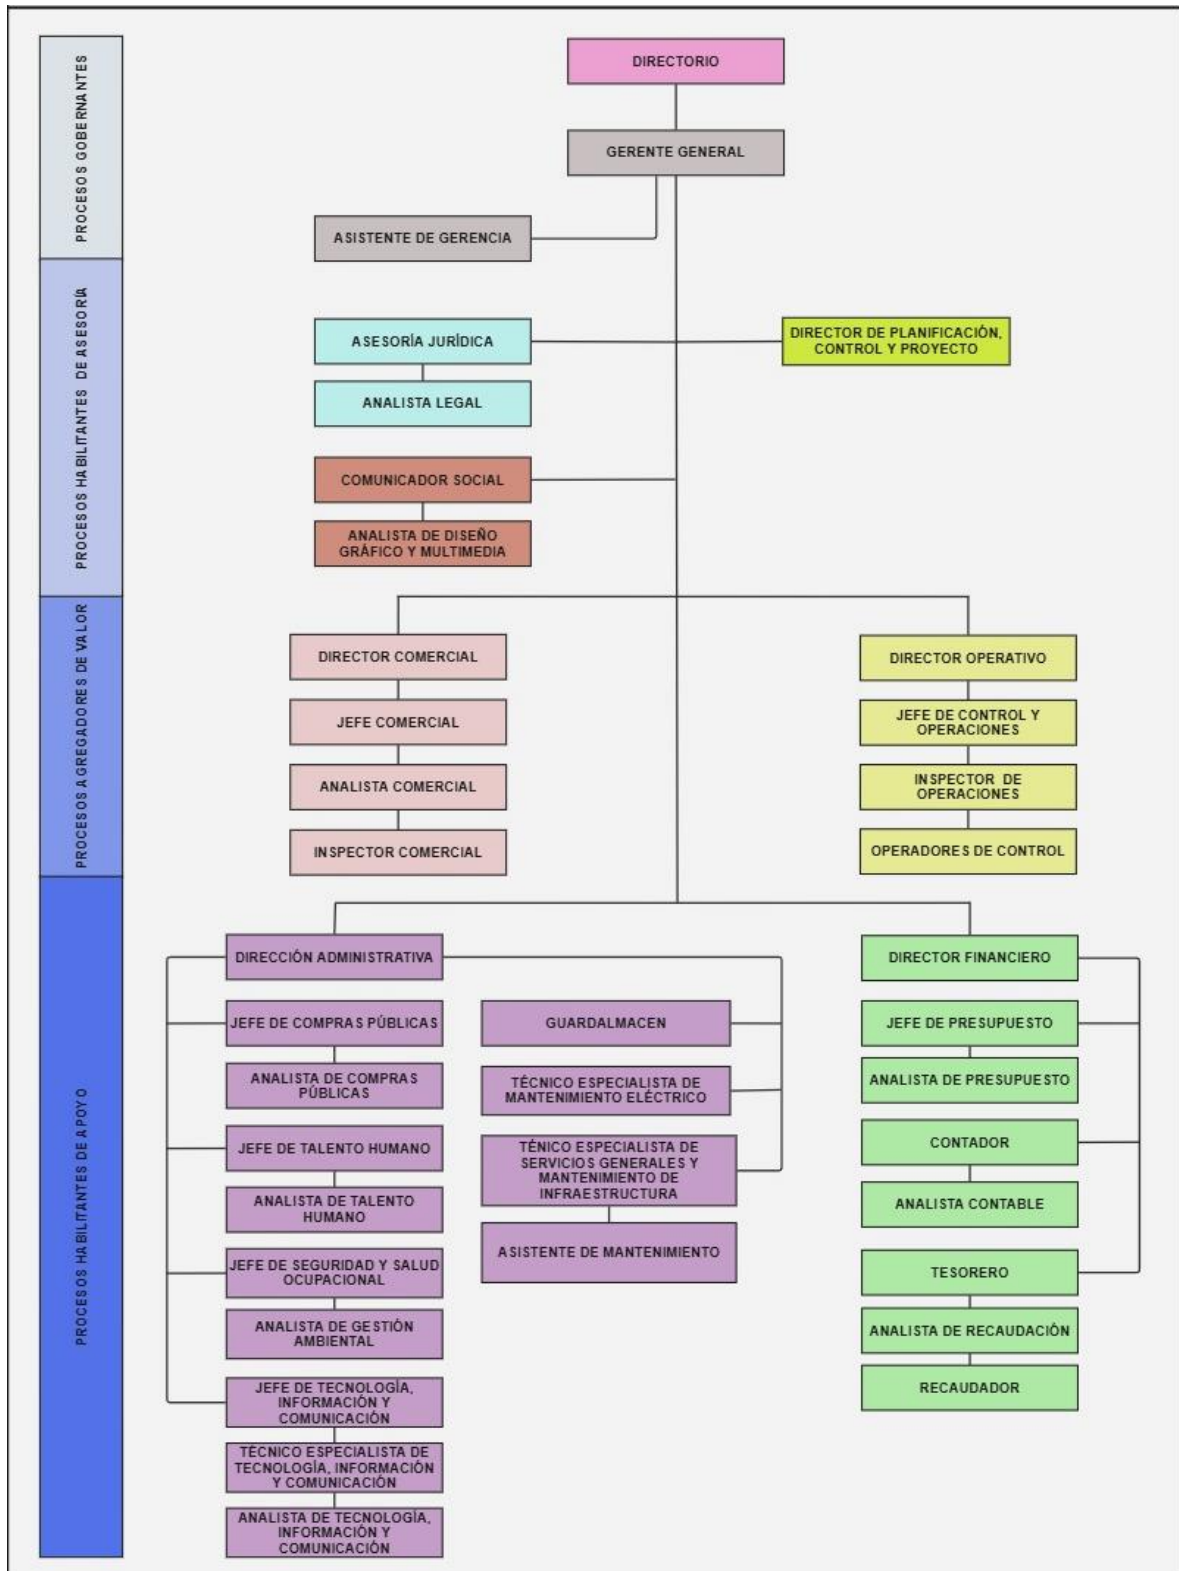 PROCESOS GOBERNANTES
DIRECTORIO
GERENTE GENERAL
ASISTENTE DE GERENCIA
PROCESOS HABILITANTES DE ASESORÍA
ASESORÍA JURÍDICA
DIRECTOR DE PLANIFICACIÓN,
CONTROL Y PROYECTO
ANALISTA LEGAL
COMUNICADOR SOCIAL
ANALISTA DE DISEÑO
GRÁFICO Y MULTIMEDIA
PROCESOS AGREGADORES DE VALOR
DIRECTOR COMERCIAL
JEFE COMERCIAL
ANALISTA COMERCIAL
INSPECTOR COMERCIAL
DIRECTOR OPERATIVO
JEFE DE CONTROL Y
OPERACIONES
INSPECTOR DE
OPERACIONES
OPERADORES DE CONTROL
PROCESOS HABILITANTES DE APOYO
DIRECCIÓN ADMINISTRATIVA
JEFE DE COMPRAS PÚBLICAS
ANALISTA DE COMPRAS
PÚBLICAS
JEFE DE TALENTO HUMANO
ANALISTA DE TALENTO
HUMANO
JEFE DE SEGURIDAD Y SALUD
OCUPACIONAL
ANALISTA DE GESTIÓN
AMBIENTAL
JEFE DE TECNOLOGÍA,
INFORMACIÓN Y
COMUNICACIÓN
TÉCNICO ESPECIALISTA DE
TECNOLOGÍA, INFORMACIÓN
Y COMUNICACIÓN
ANALISTA DE TECNOLOGÍA,
INFORMACIÓN Y
COMUNICACIÓN
GUARDALMACEN
TÉCNICO ESPECIALISTA DE
MANTENIMIENTO ELÉCTRICO
TÉNICO ESPECIALISTA DE
SERVICIOS GENERALES Y
MANTENIMIENTO DE
INFRAESTRUCTURA
ASISTENTE DE MANTENIMIENTO
DIRECTOR FINANCIERO
JEFE DE PRESUPUESTO
ANALISTA DE PRESUPUESTO
CONTADOR
ANALISTA CONTABLE
TESORERO
ANALISTA DE RECAUDACIÓN
RECAUDADOR